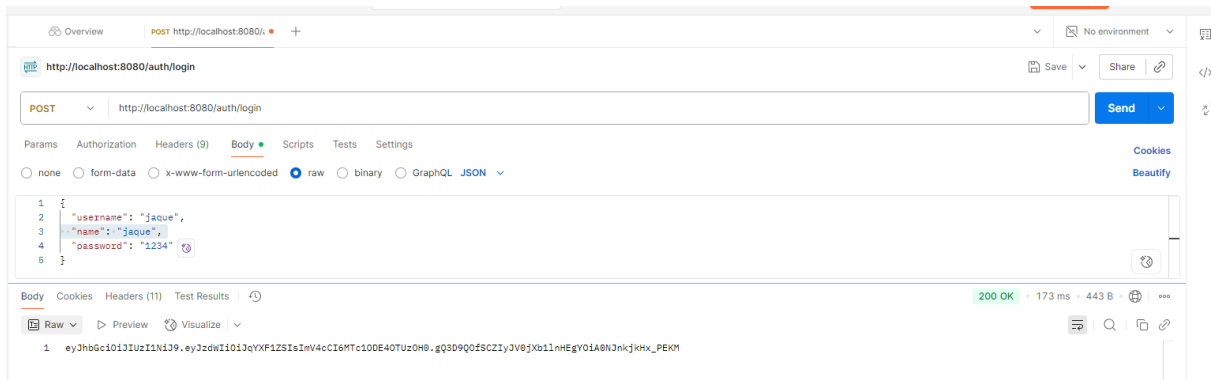 Overview
POST http://localhost:8080/a
No environment
HTTP http://localhost:8080/auth/login
Save
Share
POST http://localhost:8080/auth/login
Send
Params Authorization Headers (9) Body Scripts Tests Settings
Cookies
none form-data x-www-form-urlencoded raw binary GraphQL JSON
Beautify
1 {
2 "username": "jaque",
3 "name": "jaque",
4 "password": "1234"
5 }
Body Cookies Headers (11) Test Results
200 OK 173 ms 443 B
Raw Preview Visualize
1